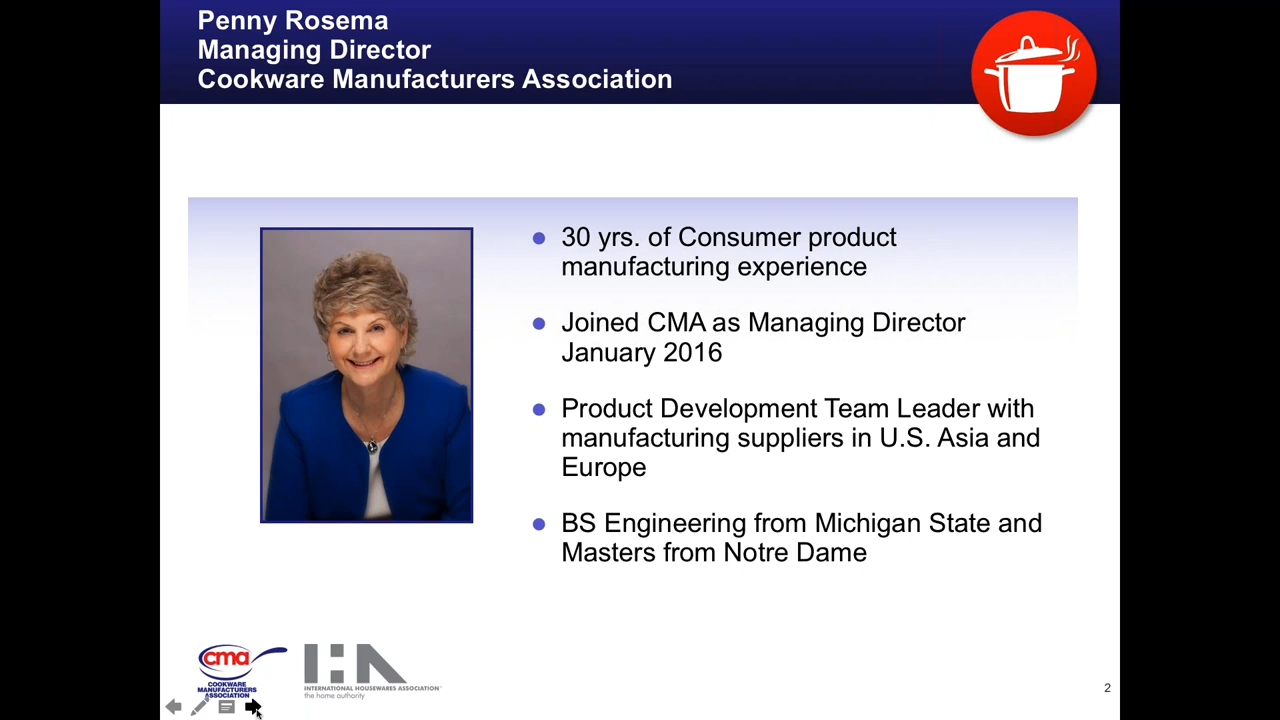 Penny Rosema
Managing Director
Cookware Manufacturers Association
30 yrs. of Consumer product
manufacturing experience
Joined CMA as Managing Director
January 2016
Product Development Team Leader with
manufacturing suppliers in U.S. Asia and
Europe
BS Engineering from Michigan State and
Masters from Notre Dame
cma
COOKWARE
MANUFACTURERS
ASSOCIATION
IHA
INTERNATIONAL HOUSEWARES ASSOCIATION
the home authority
2